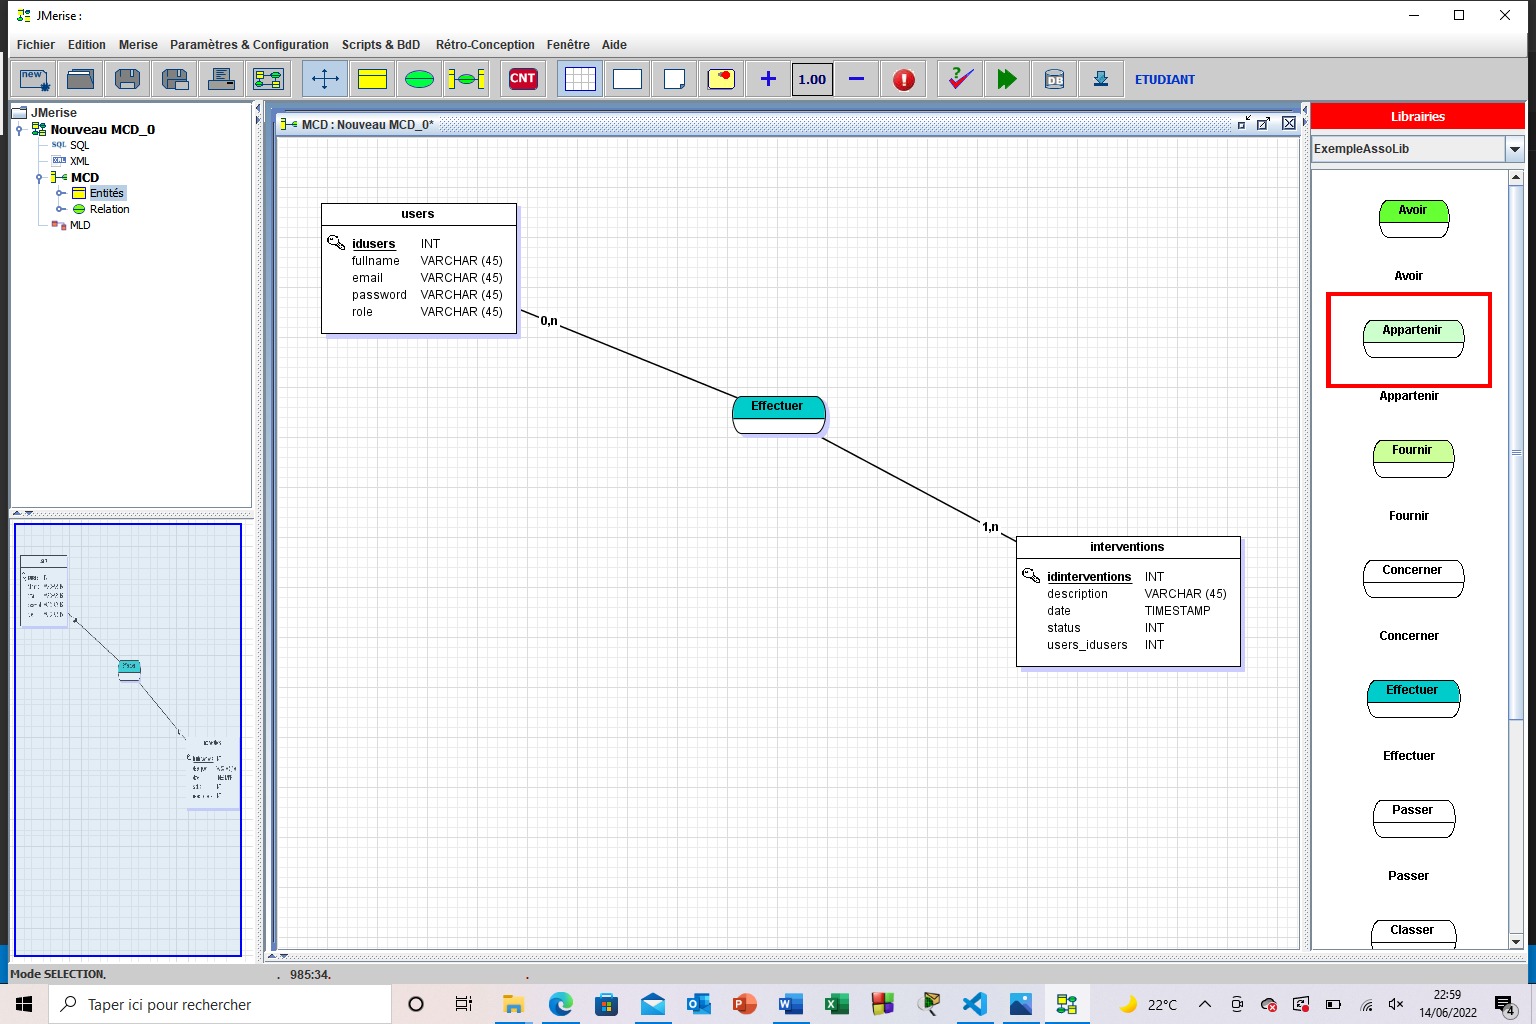 JMerise :
Fichier Edition Merise Paramètres & Configuration Scripts & BdD Rétro-Conception Fenêtre Aide
new CNT 1.00 DB ETUDIANT
JMerise
Nouveau MCD_0
SQL SQL
XML
MCD
Entités
Relation
MLD
MCD : Nouveau MCD_0*
users
idusers INT
fullname VARCHAR (45)
email VARCHAR (45)
password VARCHAR (45)
role VARCHAR (45)
0,n
Effectuer
1,n
interventions
idinterventions INT
description VARCHAR (45)
date TIMESTAMP
status INT
users_idusers INT
Librairies
ExempleAssoLib
Avoir
Avoir
Appartenir
Appartenir
Fournir
Fournir
Concerner
Concerner
Effectuer
Effectuer
Passer
Passer
Classer
Mode SELECTION. . 985:34. .
Taper ici pour rechercher
22°C
22:59
14/06/2022
4